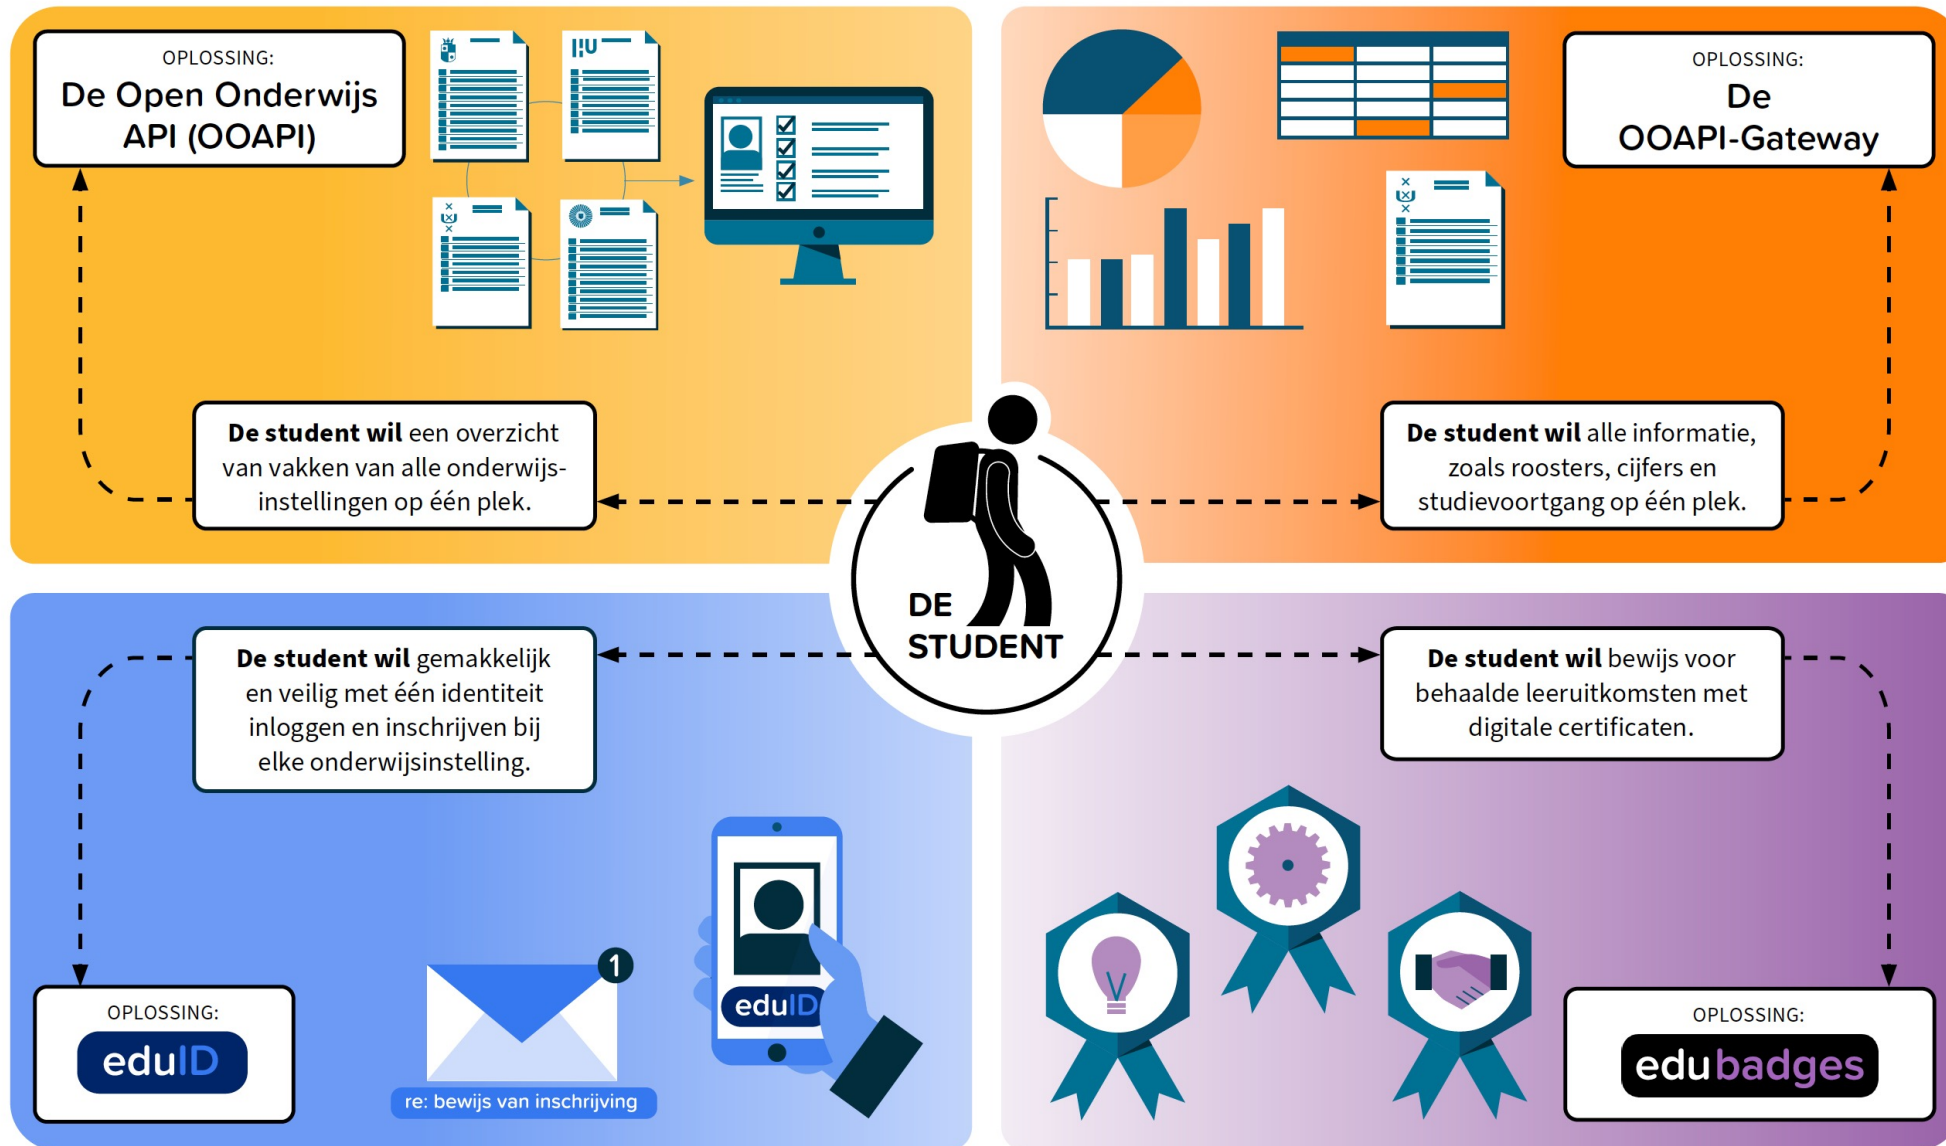 OPLOSSING:
De Open Onderwijs
API (OOAPI)
HU
De student wil een overzicht
van vakken van alle onderwijs-
instellingen op één plek.
OPLOSSING:
De
OOAPI-Gateway
De student wil alle informatie,
zoals roosters, cijfers en
studievoortgang op één plek.
DE
STUDENT
De student wil gemakkelijk
en veilig met één identiteit
inloggen en inschrijven bij
elke onderwijsinstelling.
OPLOSSING:
eduID
1
re: bewijs van inschrijving
eduID
De student wil bewijs voor
behaalde leeruitkomsten met
digitale certificaten.
OPLOSSING:
edubadges